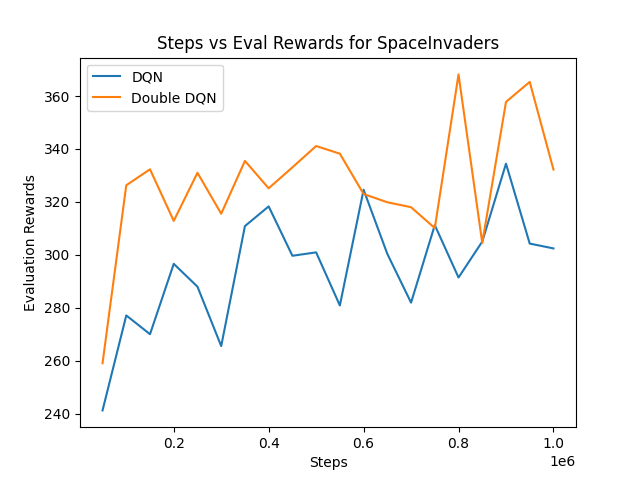 Steps vs Eval Rewards for SpaceInvaders
DQN
Double DQN
Evaluation Rewards
360
340
320
300
280
260
240
0.2
0.4
0.6
0.8
1.0
1e6
Steps